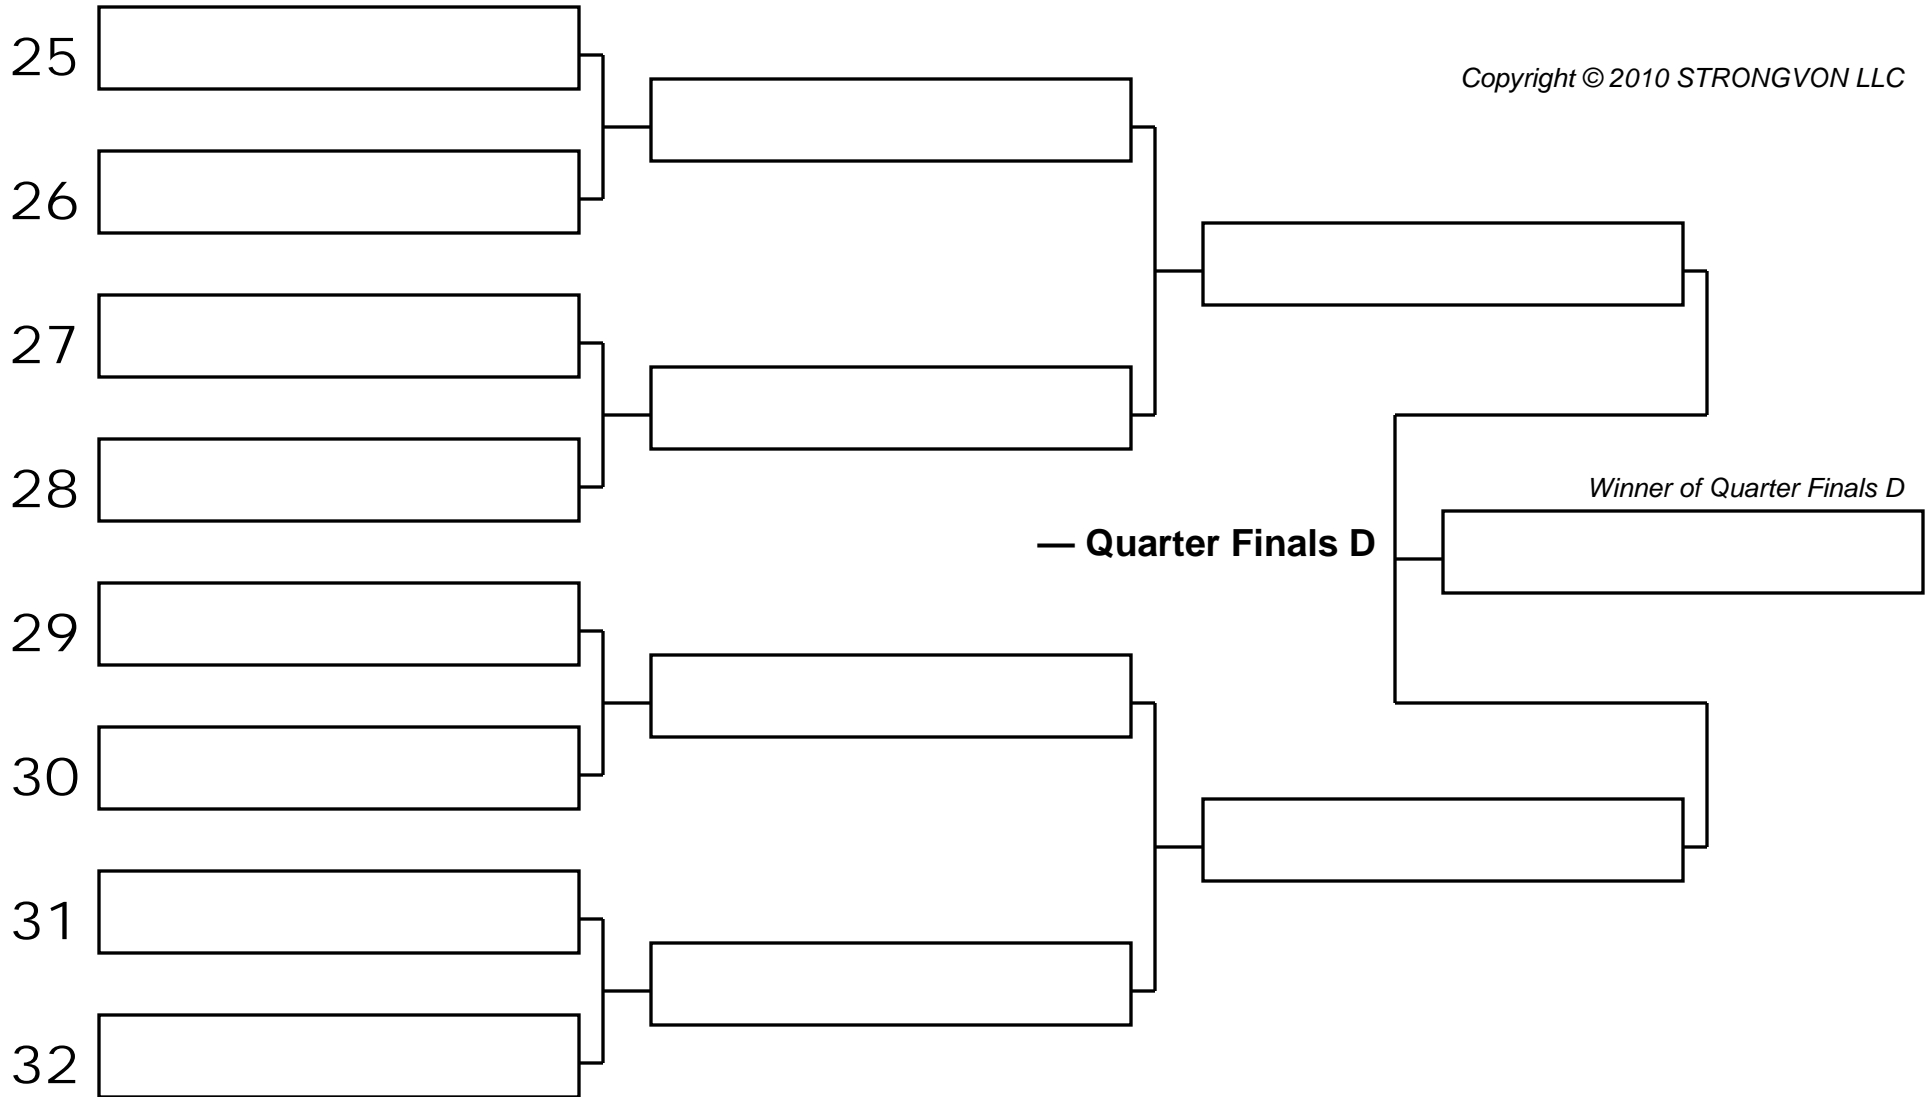 25
Copyright © 2010 STRONGVON LLC
26
27
28
Winner of Quarter Finals D
— Quarter Finals D
29
30
31
32